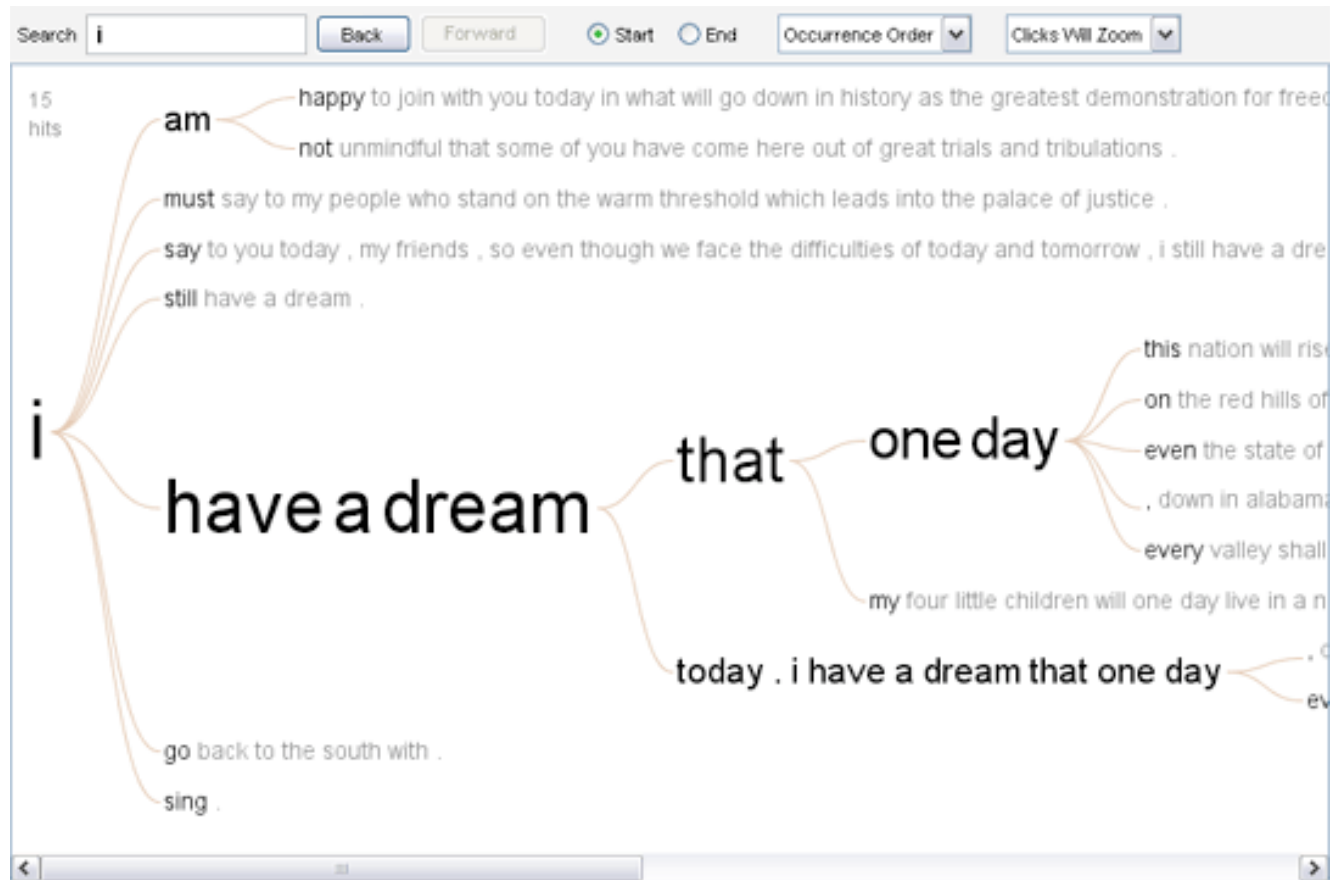 Search i Back Forward Start End Occurrence Order Clicks Will Zoom
15
hits
am
happy to join with you today in what will go down in history as the greatest demonstration for freed
not unmindful that some of you have come here out of great trials and tribulations .
must say to my people who stand on the warm threshold which leads into the palace of justice .
say to you today , my friends , so even though we face the difficulties of today and tomorrow , i still have a dre
still have a dream .
i
have a dream
that
one day
this nation will rise
on the red hills of
even the state of
, down in alabama
every valley shall
my four little children will one day live in a n
today . i have a dream that one day
, d
ev
go back to the south with .
sing .